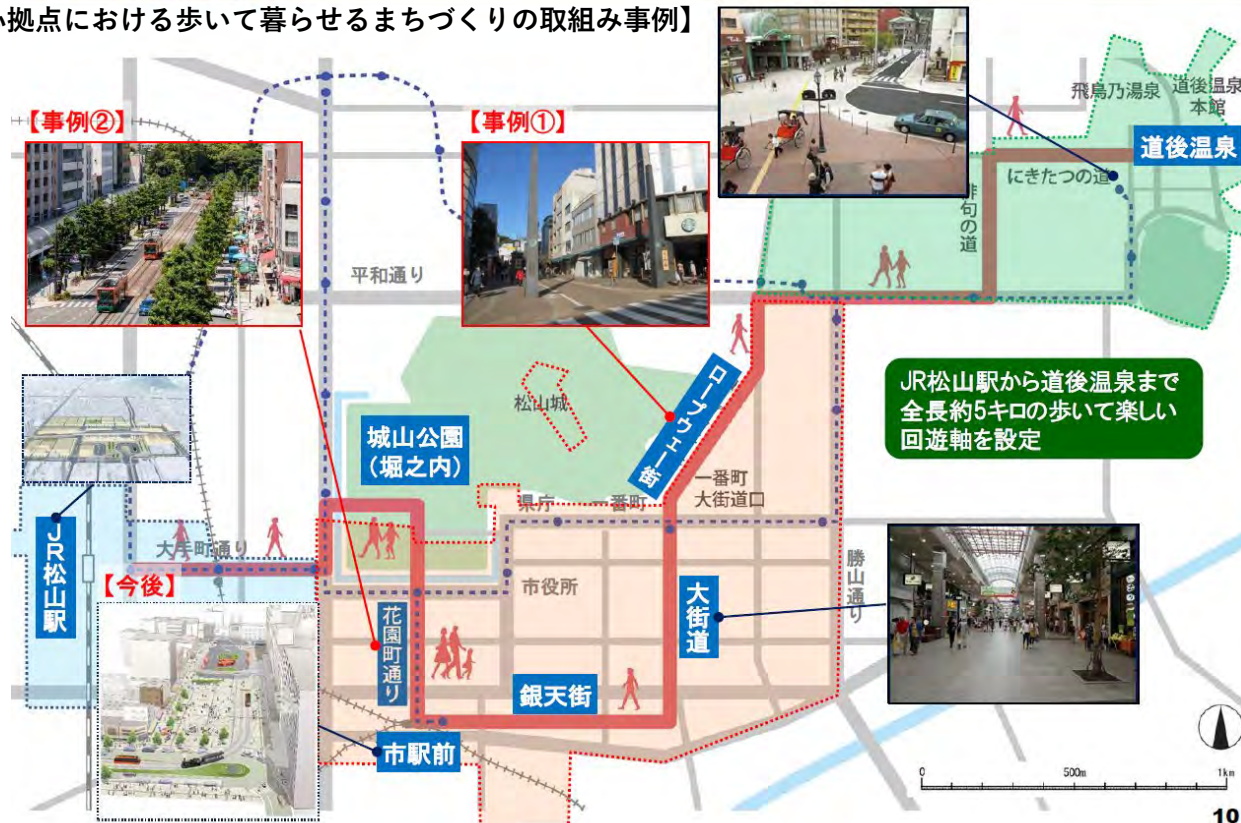 い拠点における歩いて暮らせるまちづくりの取組み事例】
【事例②】
【事例①】
飛鳥乃湯泉
道後温泉
本館
道後温泉
にきたつの道
俳句の道
平和通り
松山城
ロープウェー街
JR松山駅から道後温泉まで
全長約5キロの歩いて楽しい
回遊軸を設定
城山公園
(堀之内)
県庁
一番町
一番町
大街道口
JR松山駅
大手町通り
【今後】
市役所
花園町通り
大街道
勝山通り
銀天街
市駅前
0
500m
1km
10